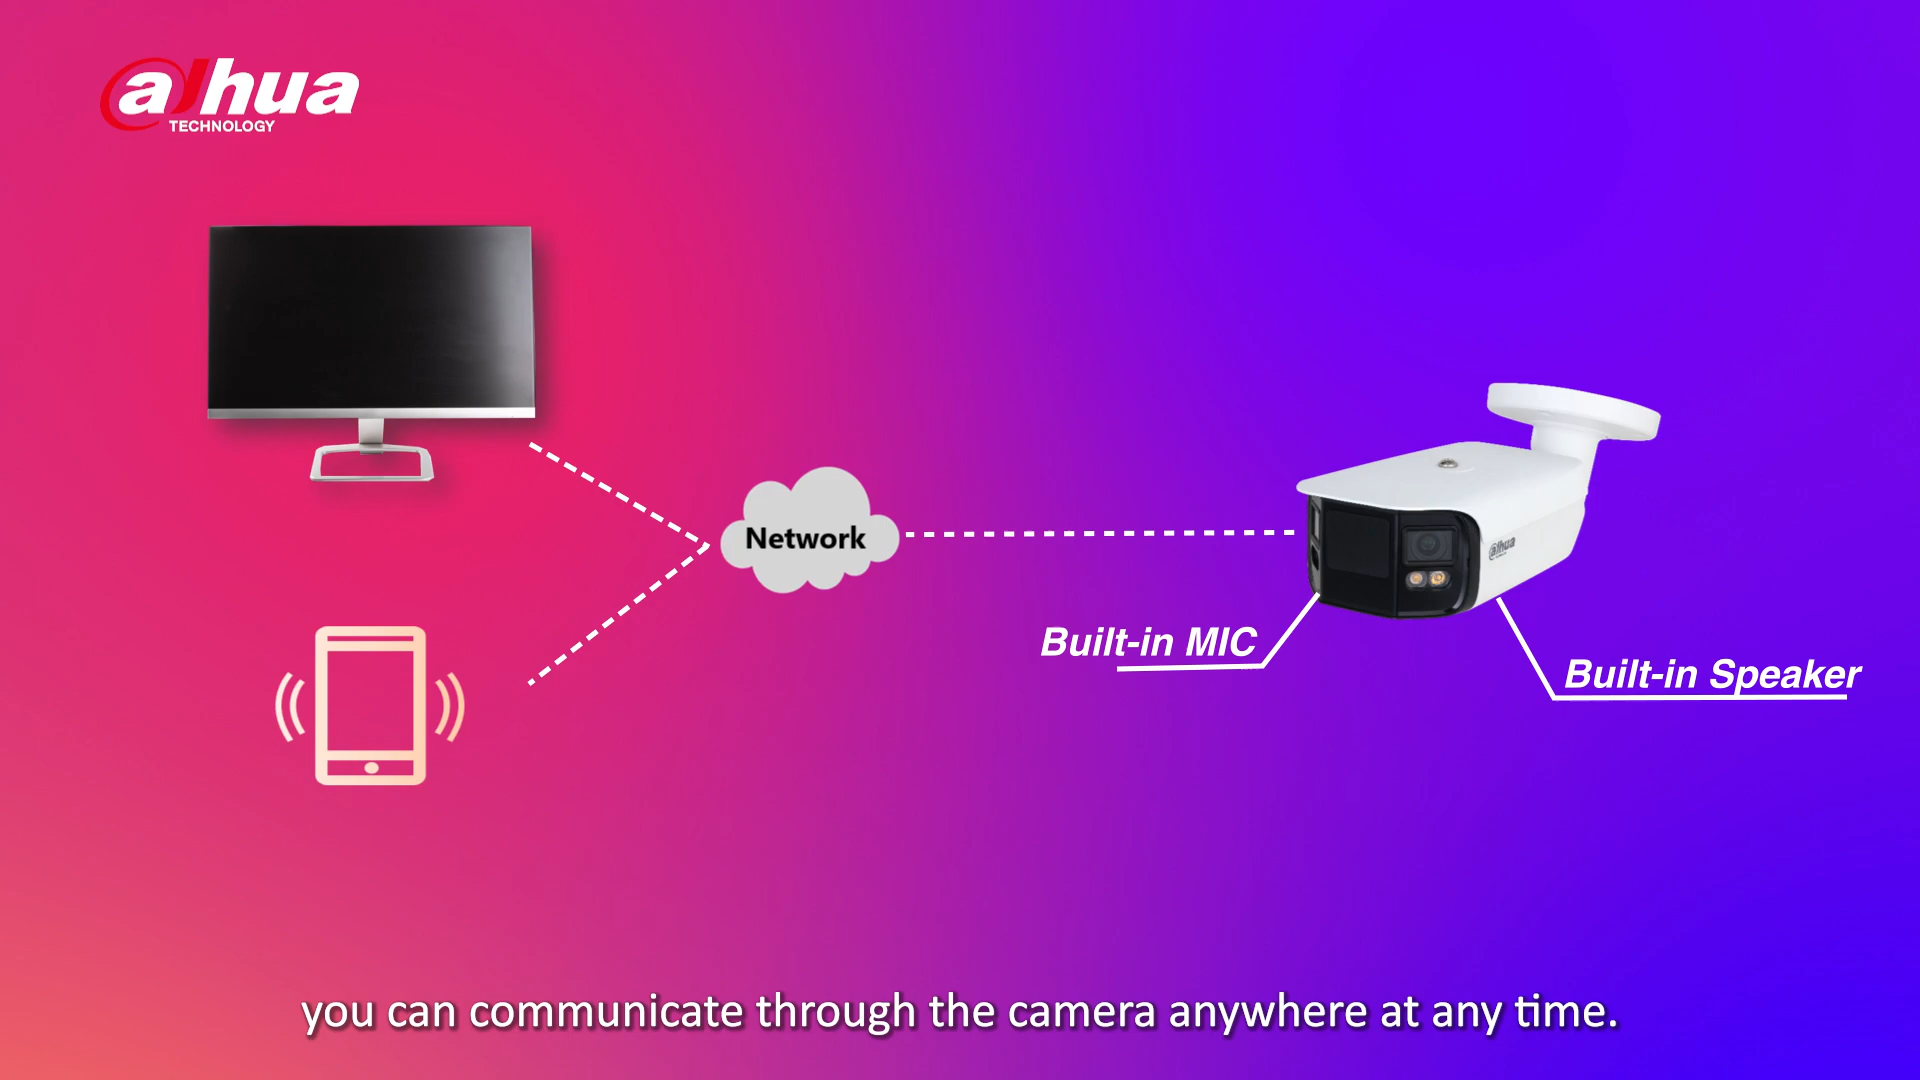 alhua
TECHNOLOGY
Network
alhua
Built-in MIC
Built-in Speaker
you can communicate through the camera anywhere at any time.